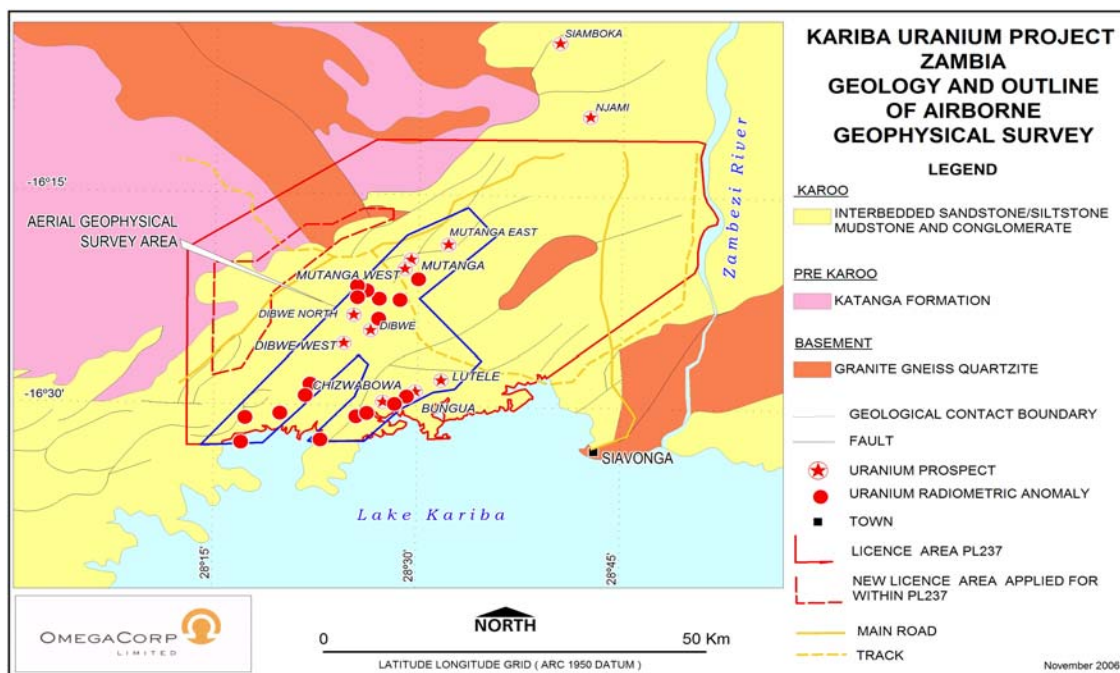 KARIBA URANIUM PROJECT
ZAMBIA
GEOLOGY AND OUTLINE
OF AIRBORNE
GEOPHYSICAL SURVEY
LEGEND
KAROO
INTERBEDDED SANDSTONE/SILTSTONE
MUDSTONE AND CONGLOMERATE
PRE KAROO
KATANGA FORMATION
BASEMENT
GRANITE GNEISS QUARTZITE
GEOLOGICAL CONTACT BOUNDARY
FAULT
URANIUM PROSPECT
URANIUM RADIOMETRIC ANOMALY
TOWN
LICENCE AREA PL237
NEW LICENCE AREA APPLIED FOR
WITHIN PL237
MAIN ROAD
TRACK
November 2006
SIAMBOKA
NJAMI
-16°15'
AERIAL GEOPHYSICAL
SURVEY AREA
Zambezi River
MUTANGA EAST
MUTANGA
MUTANGA WEST
DIBWE NORTH
DIBWE
DIBWE WEST
-16°30'
CHIZWABOWA
LUTELE
BUNGUA
SIAVONGA
Lake Kariba
28°15'
28°30'
28°45'
OMEGACORP
LIMITED
NORTH
0 50 Km
LATITUDE LONGITUDE GRID ( ARC 1950 DATUM )